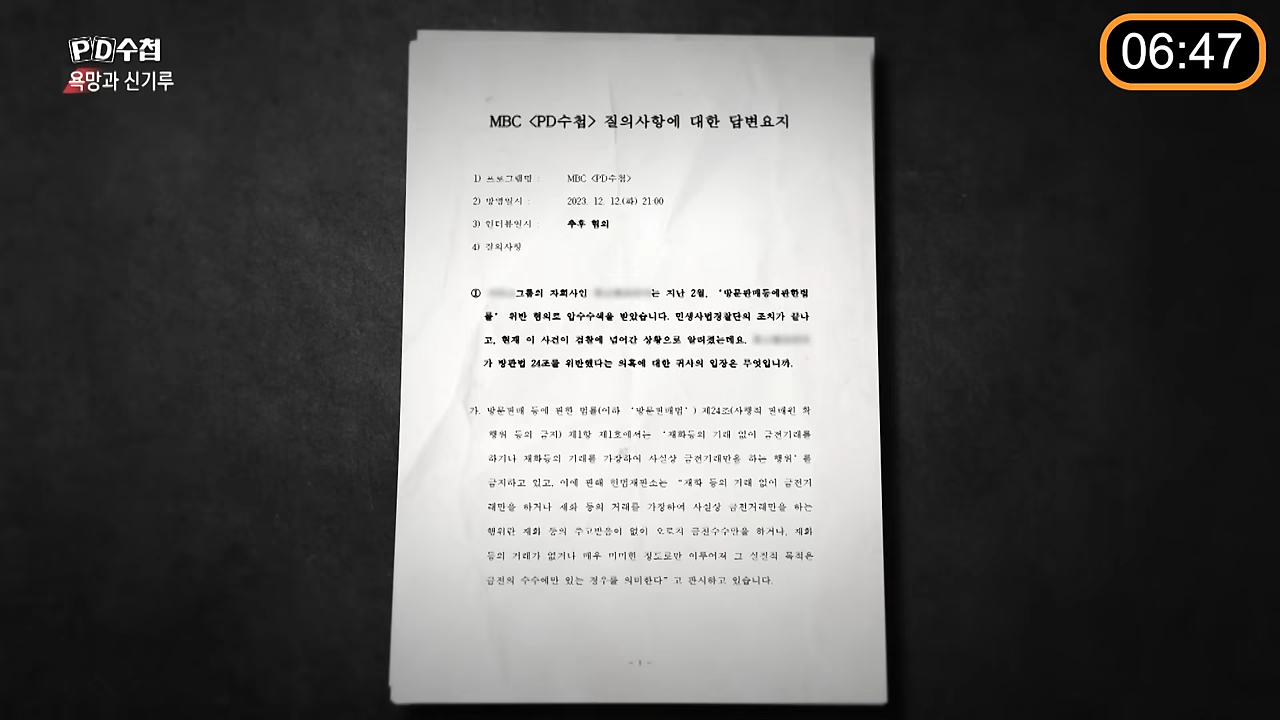 PD수첩
욕망과 신기루
06:47
MBC <PD수첩> 질의사항에 대한 답변요지
1) 프로그램명 : MBC <PD수첩>
2) 방영일시 : 2023. 12. 12.(화) 21:00
3) 인터뷰일시 : 추후 협의
4) 질의사항
① 그룹의 자회사인 는 지난 2월, ‘방문판매등에관한법
률’ 위반 혐의로 압수수색을 받았습니다. 민생사법경찰단의 조치가 끝나
고, 현재 이 사건이 검찰에 넘어간 상황으로 알려졌는데요.
가 방판법 24조를 위반했다는 의혹에 대한 귀사의 입장은 무엇입니까.
가. 방문판매 등에 관한 법률(이하 ‘방문판매법’) 제24조(사행적 판매원 확
행위 등의 금지) 제1항 제1호에서는 ‘재화등의 거래 없이 금전거래를
하거나 재화등의 거래를 가장하여 사실상 금전거래만을 하는 행위’를
금지하고 있고, 이에 관해 헌법재판소는 “재화 등의 거래 없이 금전거
래만을 하거나 재화 등의 거래를 가장하여 사실상 금전거래만을 하는
행위란 재화 등의 주고받음이 없이 오로지 금전수수만을 하거나, 재화
등의 거래가 없거나 매우 미미한 정도로만 이루어져 그 실질적 목적은
금전의 수수에만 있는 경우를 의미한다”고 판시하고 있습니다.
- 1 -